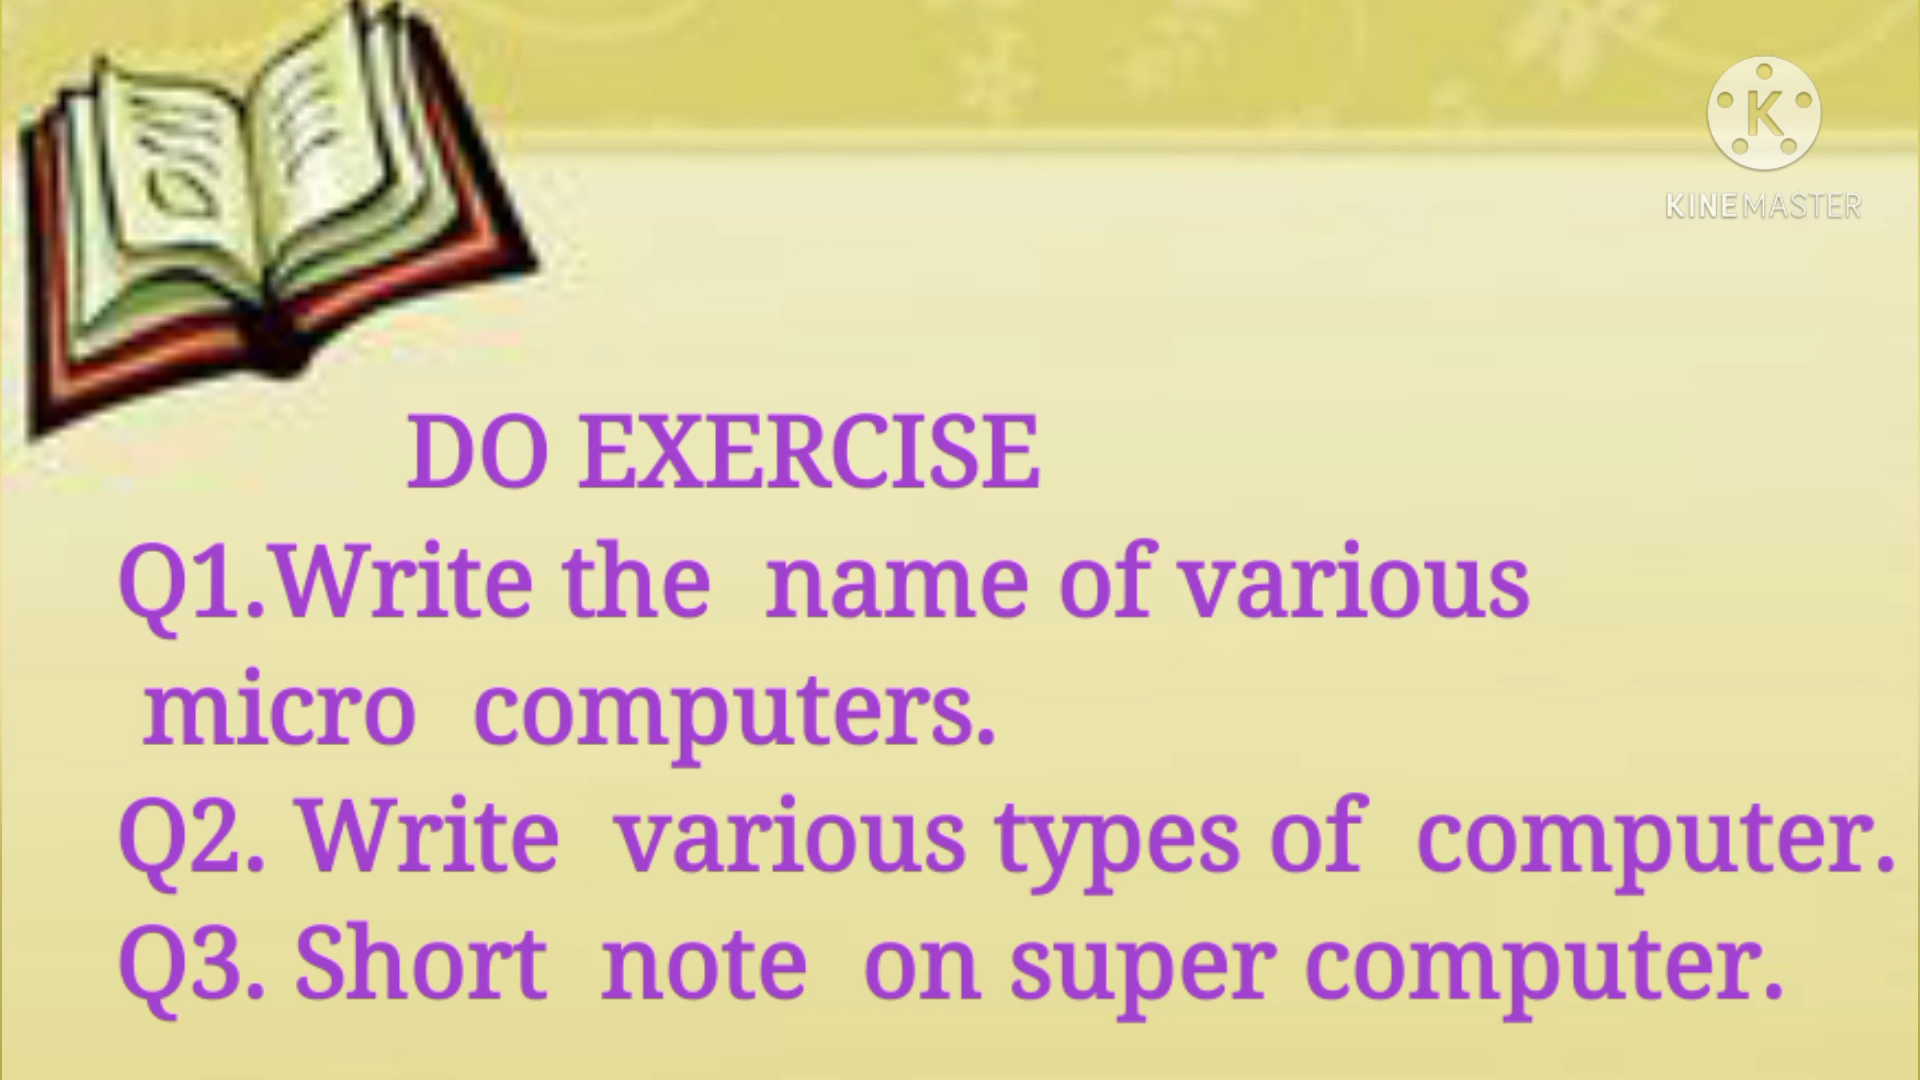 K
KINEMASTER
DO EXERCISE
Q1.Write the name of various
micro computers.
Q2. Write various types of computer.
Q3. Short note on super computer.